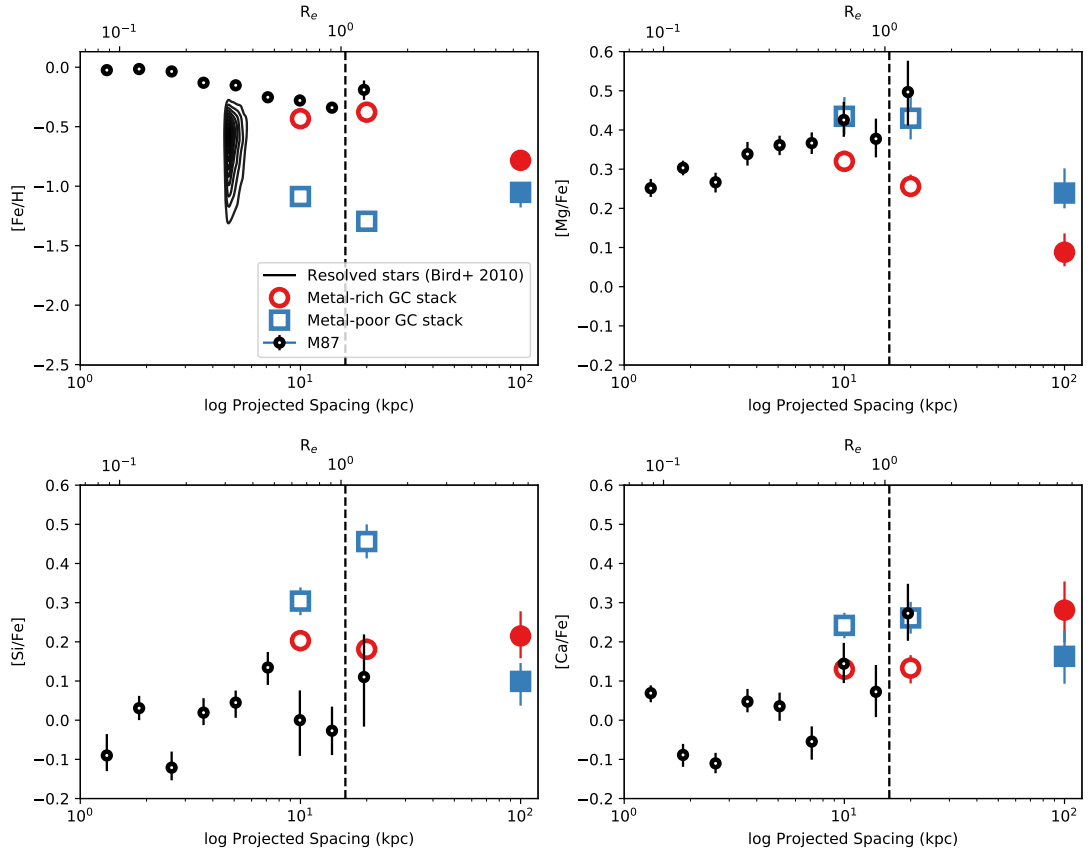 R_e
10^-1 10^0
0.0
−0.5
−1.0
−1.5
−2.0
−2.5
[Fe/H]
Resolved stars (Bird+ 2010)
Metal-rich GC stack
Metal-poor GC stack
M87
10^0 10^1 10^2
log Projected Spacing (kpc)
R_e
10^-1 10^0
0.6
0.5
0.4
0.3
0.2
0.1
0.0
−0.1
−0.2
[Mg/Fe]
10^0 10^1 10^2
log Projected Spacing (kpc)
R_e
10^-1 10^0
0.6
0.5
0.4
0.3
0.2
0.1
0.0
−0.1
−0.2
[Si/Fe]
10^0 10^1 10^2
log Projected Spacing (kpc)
R_e
10^-1 10^0
0.6
0.5
0.4
0.3
0.2
0.1
0.0
−0.1
−0.2
[Ca/Fe]
10^0 10^1 10^2
log Projected Spacing (kpc)